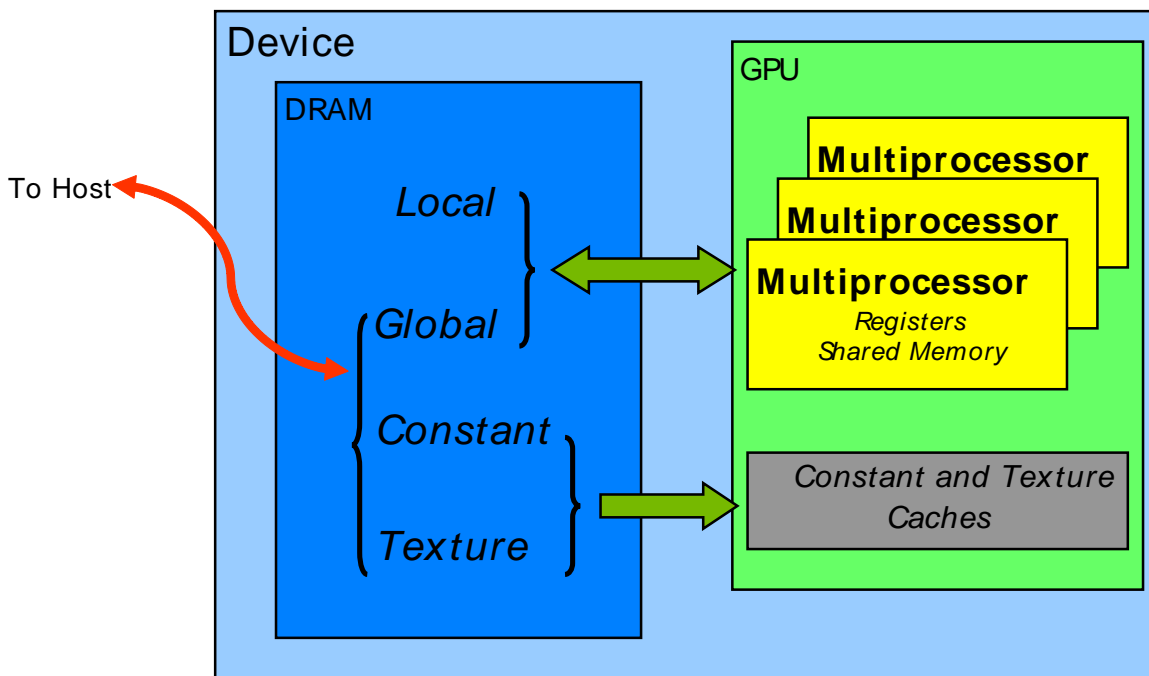 Device
DRAM
GPU
To Host
Local
Global
Constant
Texture
Multiprocessor
Multiprocessor
Multiprocessor
Registers
Shared Memory
Constant and Texture
Caches